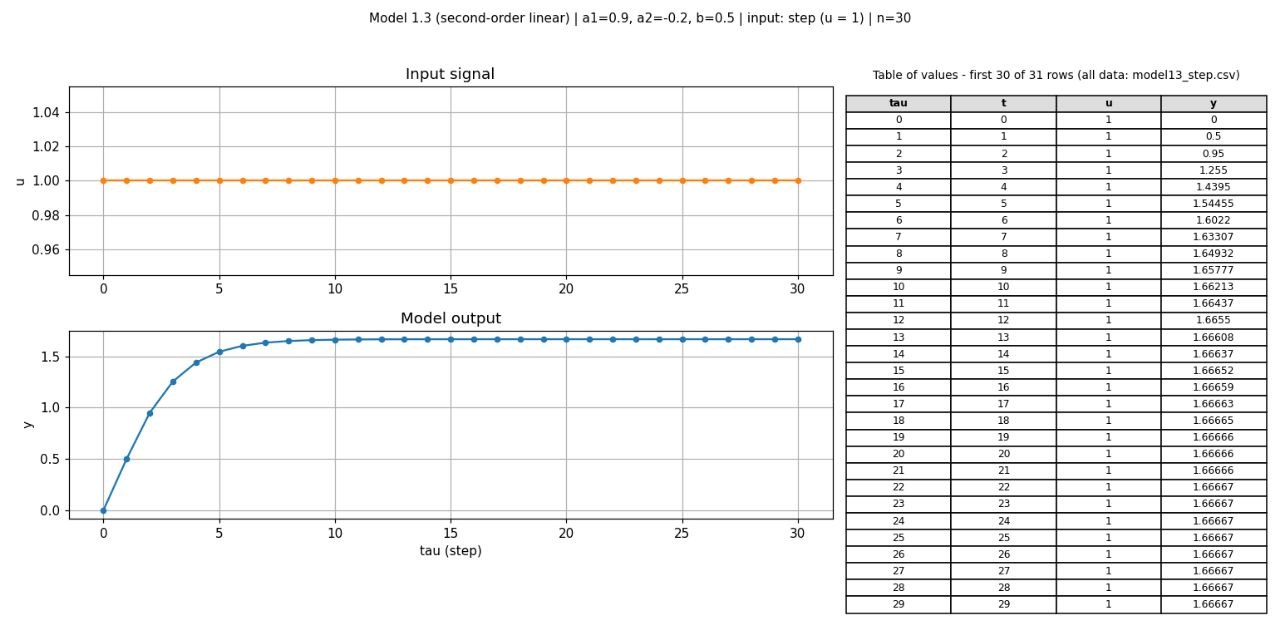 Model 1.3 (second-order linear) | a1=0.9, a2=-0.2, b=0.5 | input: step (u = 1) | n=30
Input signal
u
1.04
1.02
1.00
0.98
0.96
0 5 10 15 20 25 30
Model output
y
1.5
1.0
0.5
0.0
0 5 10 15 20 25 30
tau (step)
Table of values - first 30 of 31 rows (all data: model13_step.csv)
tau t u y
0 0 1 0
1 1 1 0.5
2 2 1 0.95
3 3 1 1.255
4 4 1 1.4395
5 5 1 1.54455
6 6 1 1.6022
7 7 1 1.63307
8 8 1 1.64932
9 9 1 1.65777
10 10 1 1.66213
11 11 1 1.66437
12 12 1 1.6655
13 13 1 1.66608
14 14 1 1.66637
15 15 1 1.66652
16 16 1 1.66659
17 17 1 1.66663
18 18 1 1.66665
19 19 1 1.66666
20 20 1 1.66666
21 21 1 1.66666
22 22 1 1.66667
23 23 1 1.66667
24 24 1 1.66667
25 25 1 1.66667
26 26 1 1.66667
27 27 1 1.66667
28 28 1 1.66667
29 29 1 1.66667